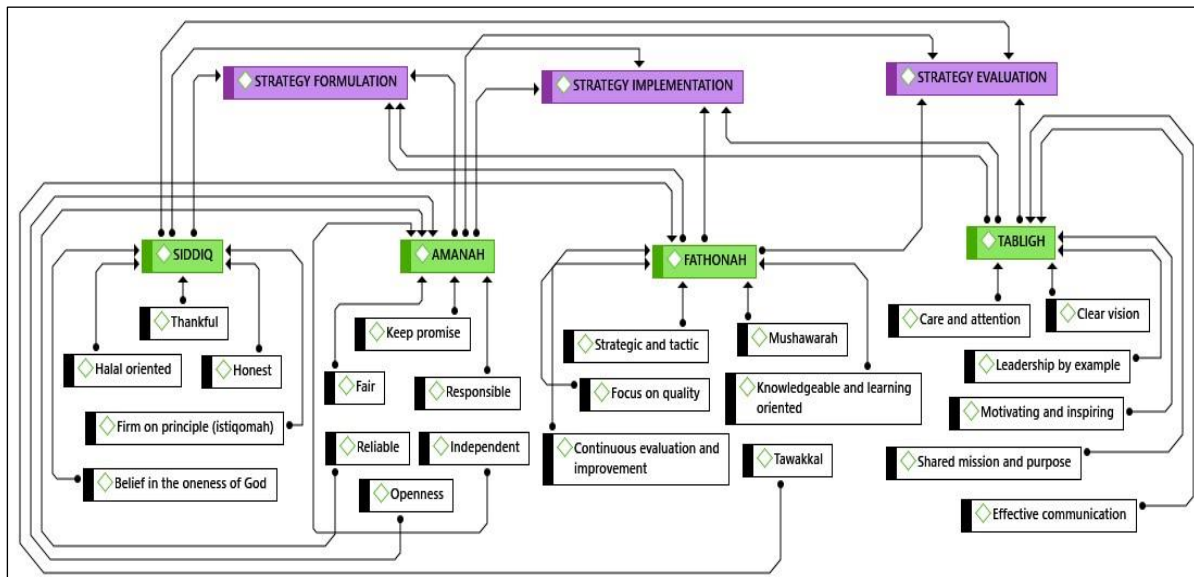 STRATEGY FORMULATION
STRATEGY IMPLEMENTATION
STRATEGY EVALUATION
SIDDIQ
AMANAH
FATHONAH
TABLIGH
Thankful
Halal oriented
Honest
Firm on principle (istiqomah)
Belief in the oneness of God
Keep promise
Fair
Responsible
Reliable
Independent
Openness
Strategic and tactic
Mushawarah
Focus on quality
Knowledgeable and learning
oriented
Continuous evaluation and
improvement
Tawakkal
Care and attention
Clear vision
Leadership by example
Motivating and inspiring
Shared mission and purpose
Effective communication